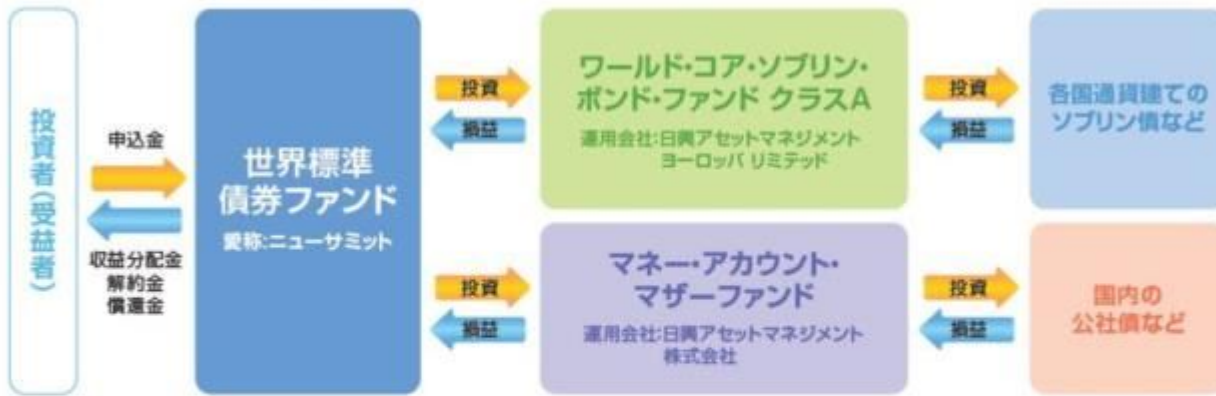 投資者(受益者)
申込金
収益分配金
解約金
償還金
世界標準
債券ファンド
愛称:ニューサミット
投資
損益
ワールド・コア・ソブリン・
ボンド・ファンド クラスA
運用会社:日興アセットマネジメント
ヨーロッパ リミテッド
投資
損益
各国通貨建ての
ソブリン債など
投資
損益
マネー・アカウント・
マザーファンド
運用会社:日興アセットマネジメント
株式会社
投資
損益
国内の
公社債など